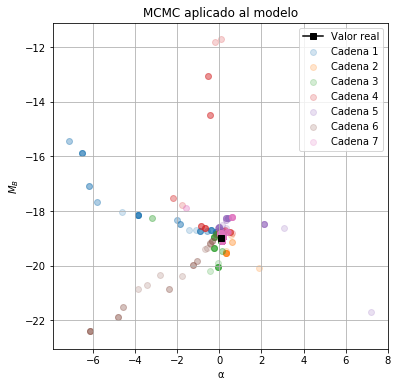 MCMC aplicado al modelo
Valor real
Cadena 1
Cadena 2
Cadena 3
Cadena 4
Cadena 5
Cadena 6
Cadena 7
−12
−14
−16
−18
−20
−22
M_B
−6 −4 −2 0 2 4 6 8
α